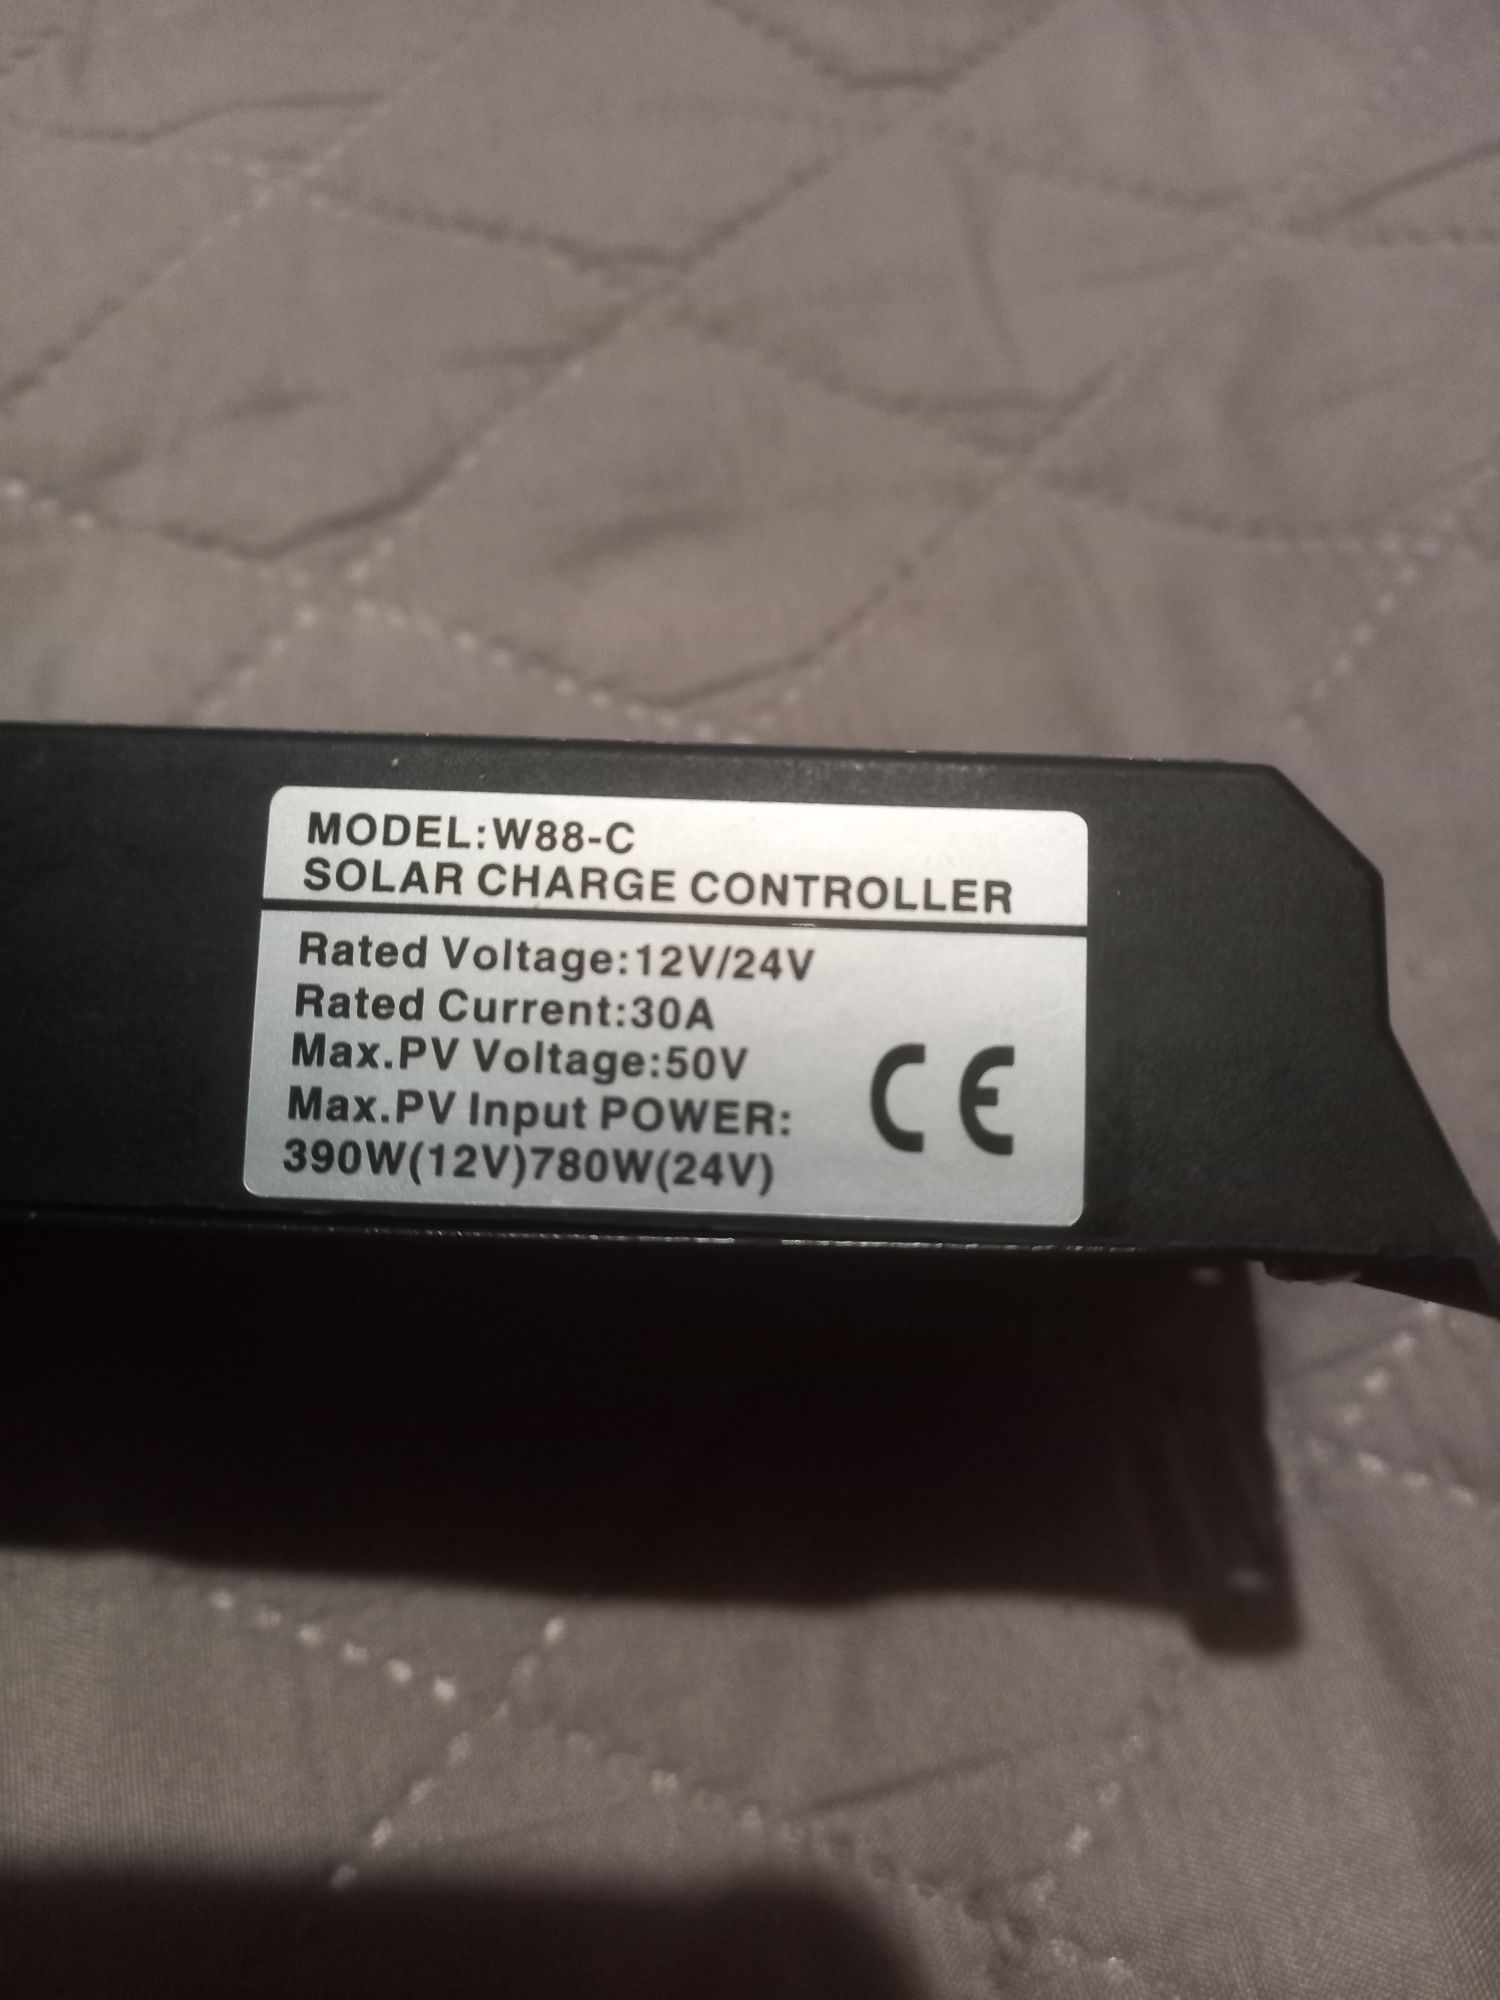 MODEL:W88-C
SOLAR CHARGE CONTROLLER
Rated Voltage:12V/24V
Rated Current:30A
Max.PV Voltage:50V
Max.PV Input POWER:
390W(12V)780W(24V)
CE